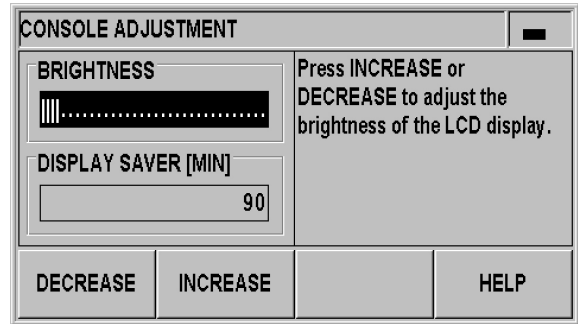 CONSOLE ADJUSTMENT
BRIGHTNESS
DISPLAY SAVER [MIN]
90
Press INCREASE or
DECREASE to adjust the
brightness of the LCD display.
DECREASE
INCREASE
HELP